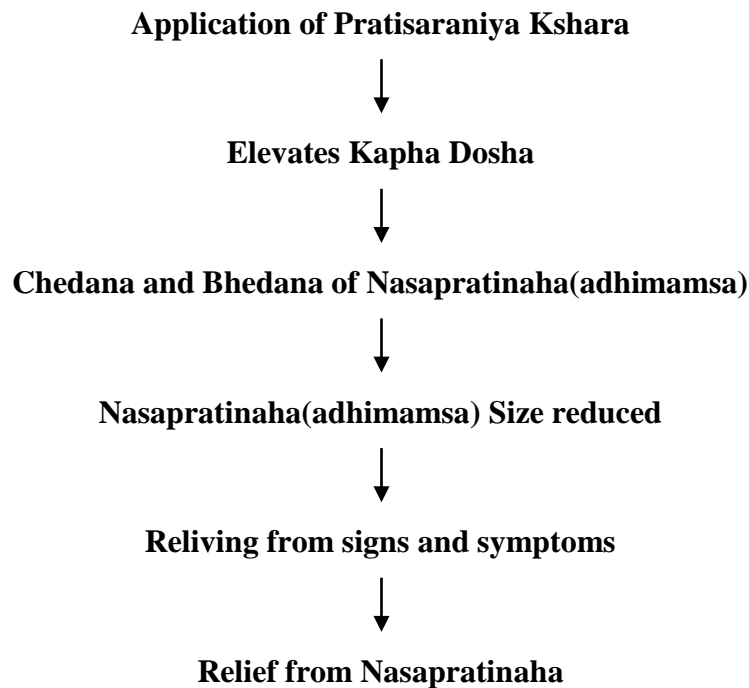 Application of Pratisaraniya Kshara
Elevates Kapha Dosha
Chedana and Bhedana of Nasapratinaha(adhimamsa)
Nasapratinaha(adhimamsa) Size reduced
Reliving from signs and symptoms
Relief from Nasapratinaha